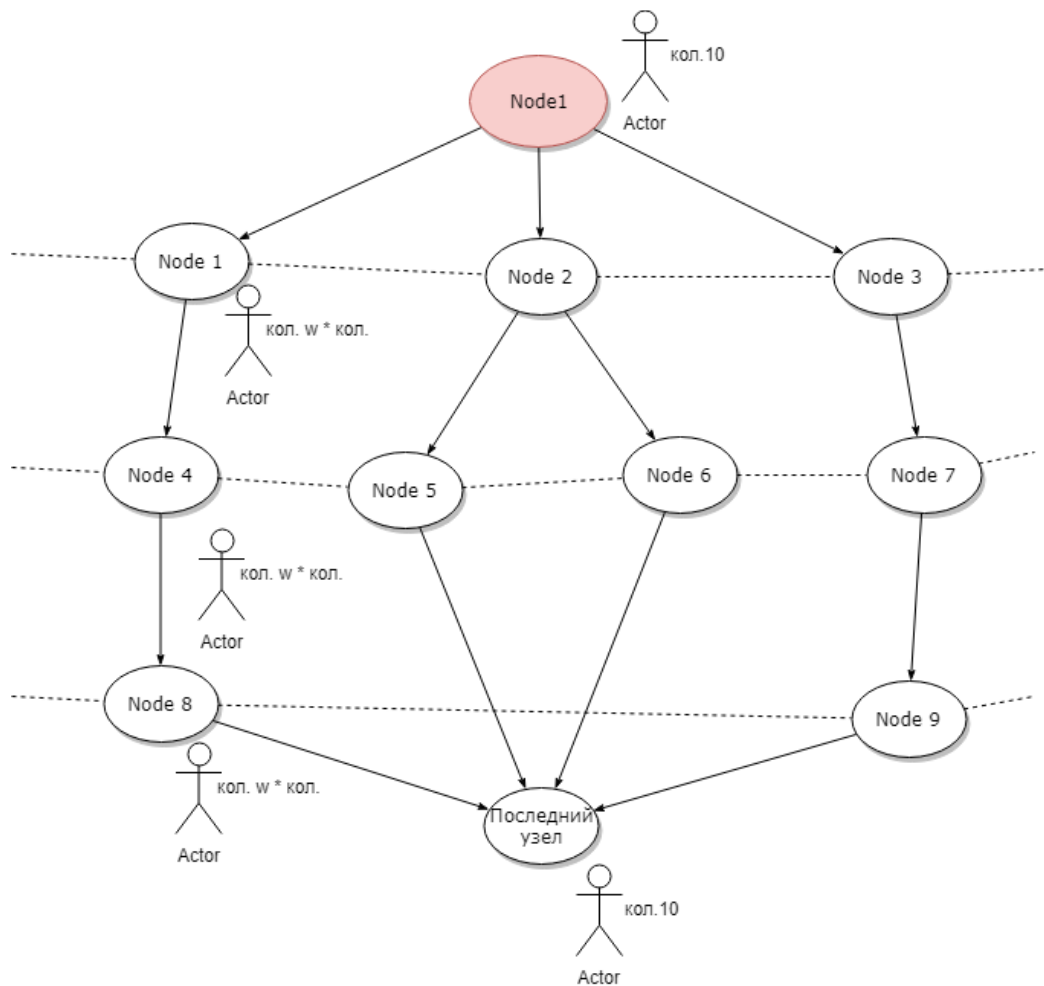 кол.10
Node1
Actor
Node 1
Node 2
Node 3
кол. w * кол.
Actor
Node 4
Node 5
Node 6
Node 7
кол. w * кол.
Actor
Node 8
Node 9
кол. w * кол.
Последний
узел
Actor
кол.10
Actor